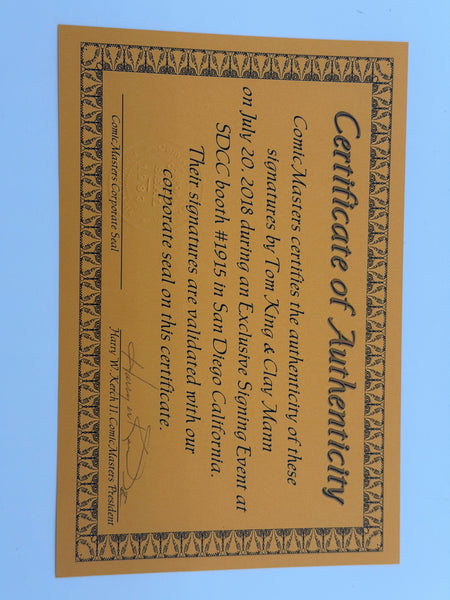 Certificate of Authenticity
ComicMasters certifies the authenticity of these
signatures by Tom King & Clay Mann
on July 20, 2018 during an Exclusive Signing Event at
SDCC booth #1915 in San Diego California.
Their signatures are validated with our
corporate seal on this certificate.
ComicMasters Corporate Seal
Harry W. Ketch II. ComicMasters President